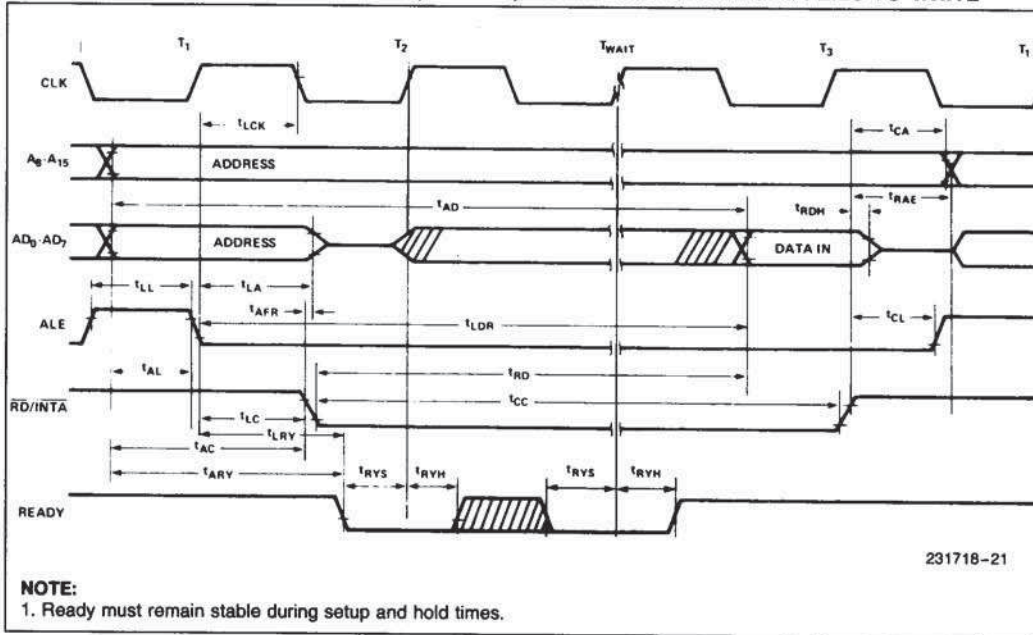 T1 T2 TWAIT T3 T1
CLK
tLCK tCA
A8-A15 ADDRESS
tAD tRDH tRAE
AD0-AD7 ADDRESS DATA IN
tLL tLA
tAFR tLDR tCL
ALE
tAL tRD
RD/INTA tCC
tLC
tLRY
tAC
tARY tRYS tRYH tRYS tRYH
READY
231718-21
NOTE:
1. Ready must remain stable during setup and hold times.